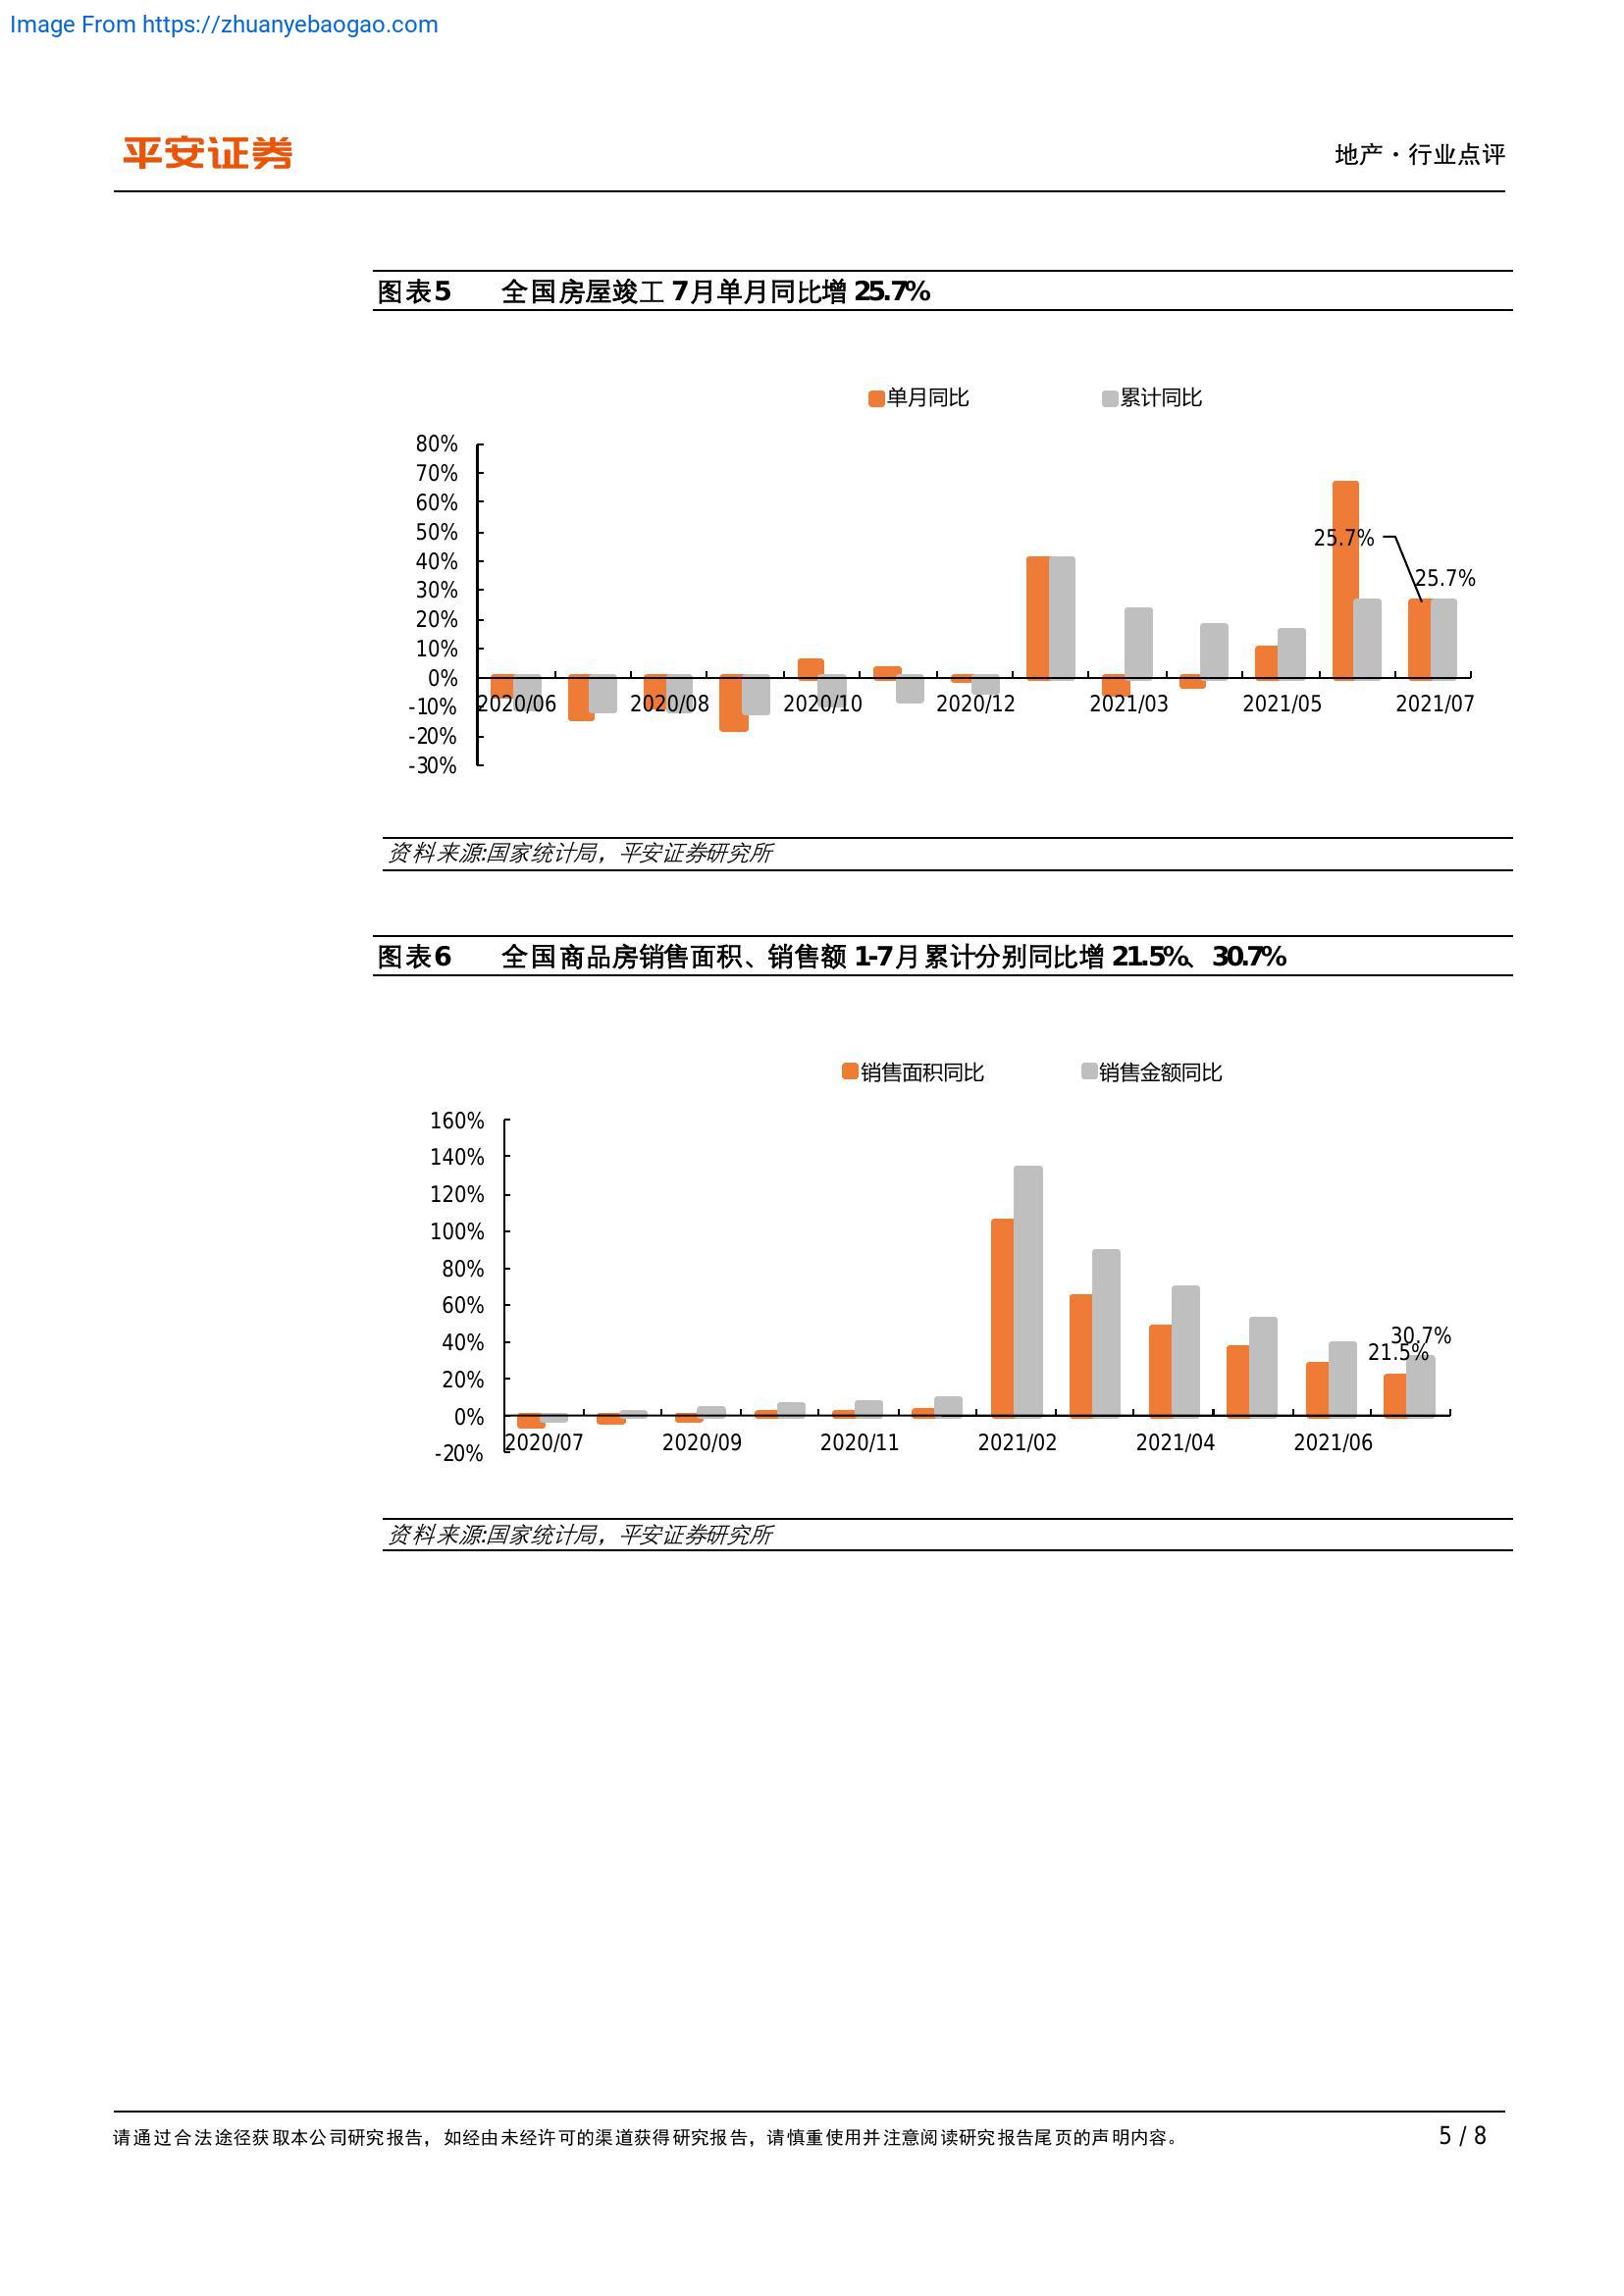 Image From https://zhuanyebaogao.com
平安证券
地产·行业点评
图表5 全国房屋竣工 7月单月同比增 25.7%
单月同比 累计同比
80%
70%
60%
50%
40%
30%
20%
10%
0%
-10%
-20%
-30%
25.7%
25.7%
2020/06 2020/08 2020/10 2020/12 2021/03 2021/05 2021/07
资料来源:国家统计局，平安证券研究所
图表6 全国商品房销售面积、销售额 1-7月累计分别同比增 21.5%、30.7%
销售面积同比 销售金额同比
160%
140%
120%
100%
80%
60%
40%
20%
0%
-20%
30.7%
21.5%
2020/07 2020/09 2020/11 2021/02 2021/04 2021/06
资料来源:国家统计局，平安证券研究所
请通过合法途径获取本公司研究报告，如经由未经许可的渠道获得研究报告，请慎重使用并注意阅读研究报告尾页的声明内容。
5 / 8